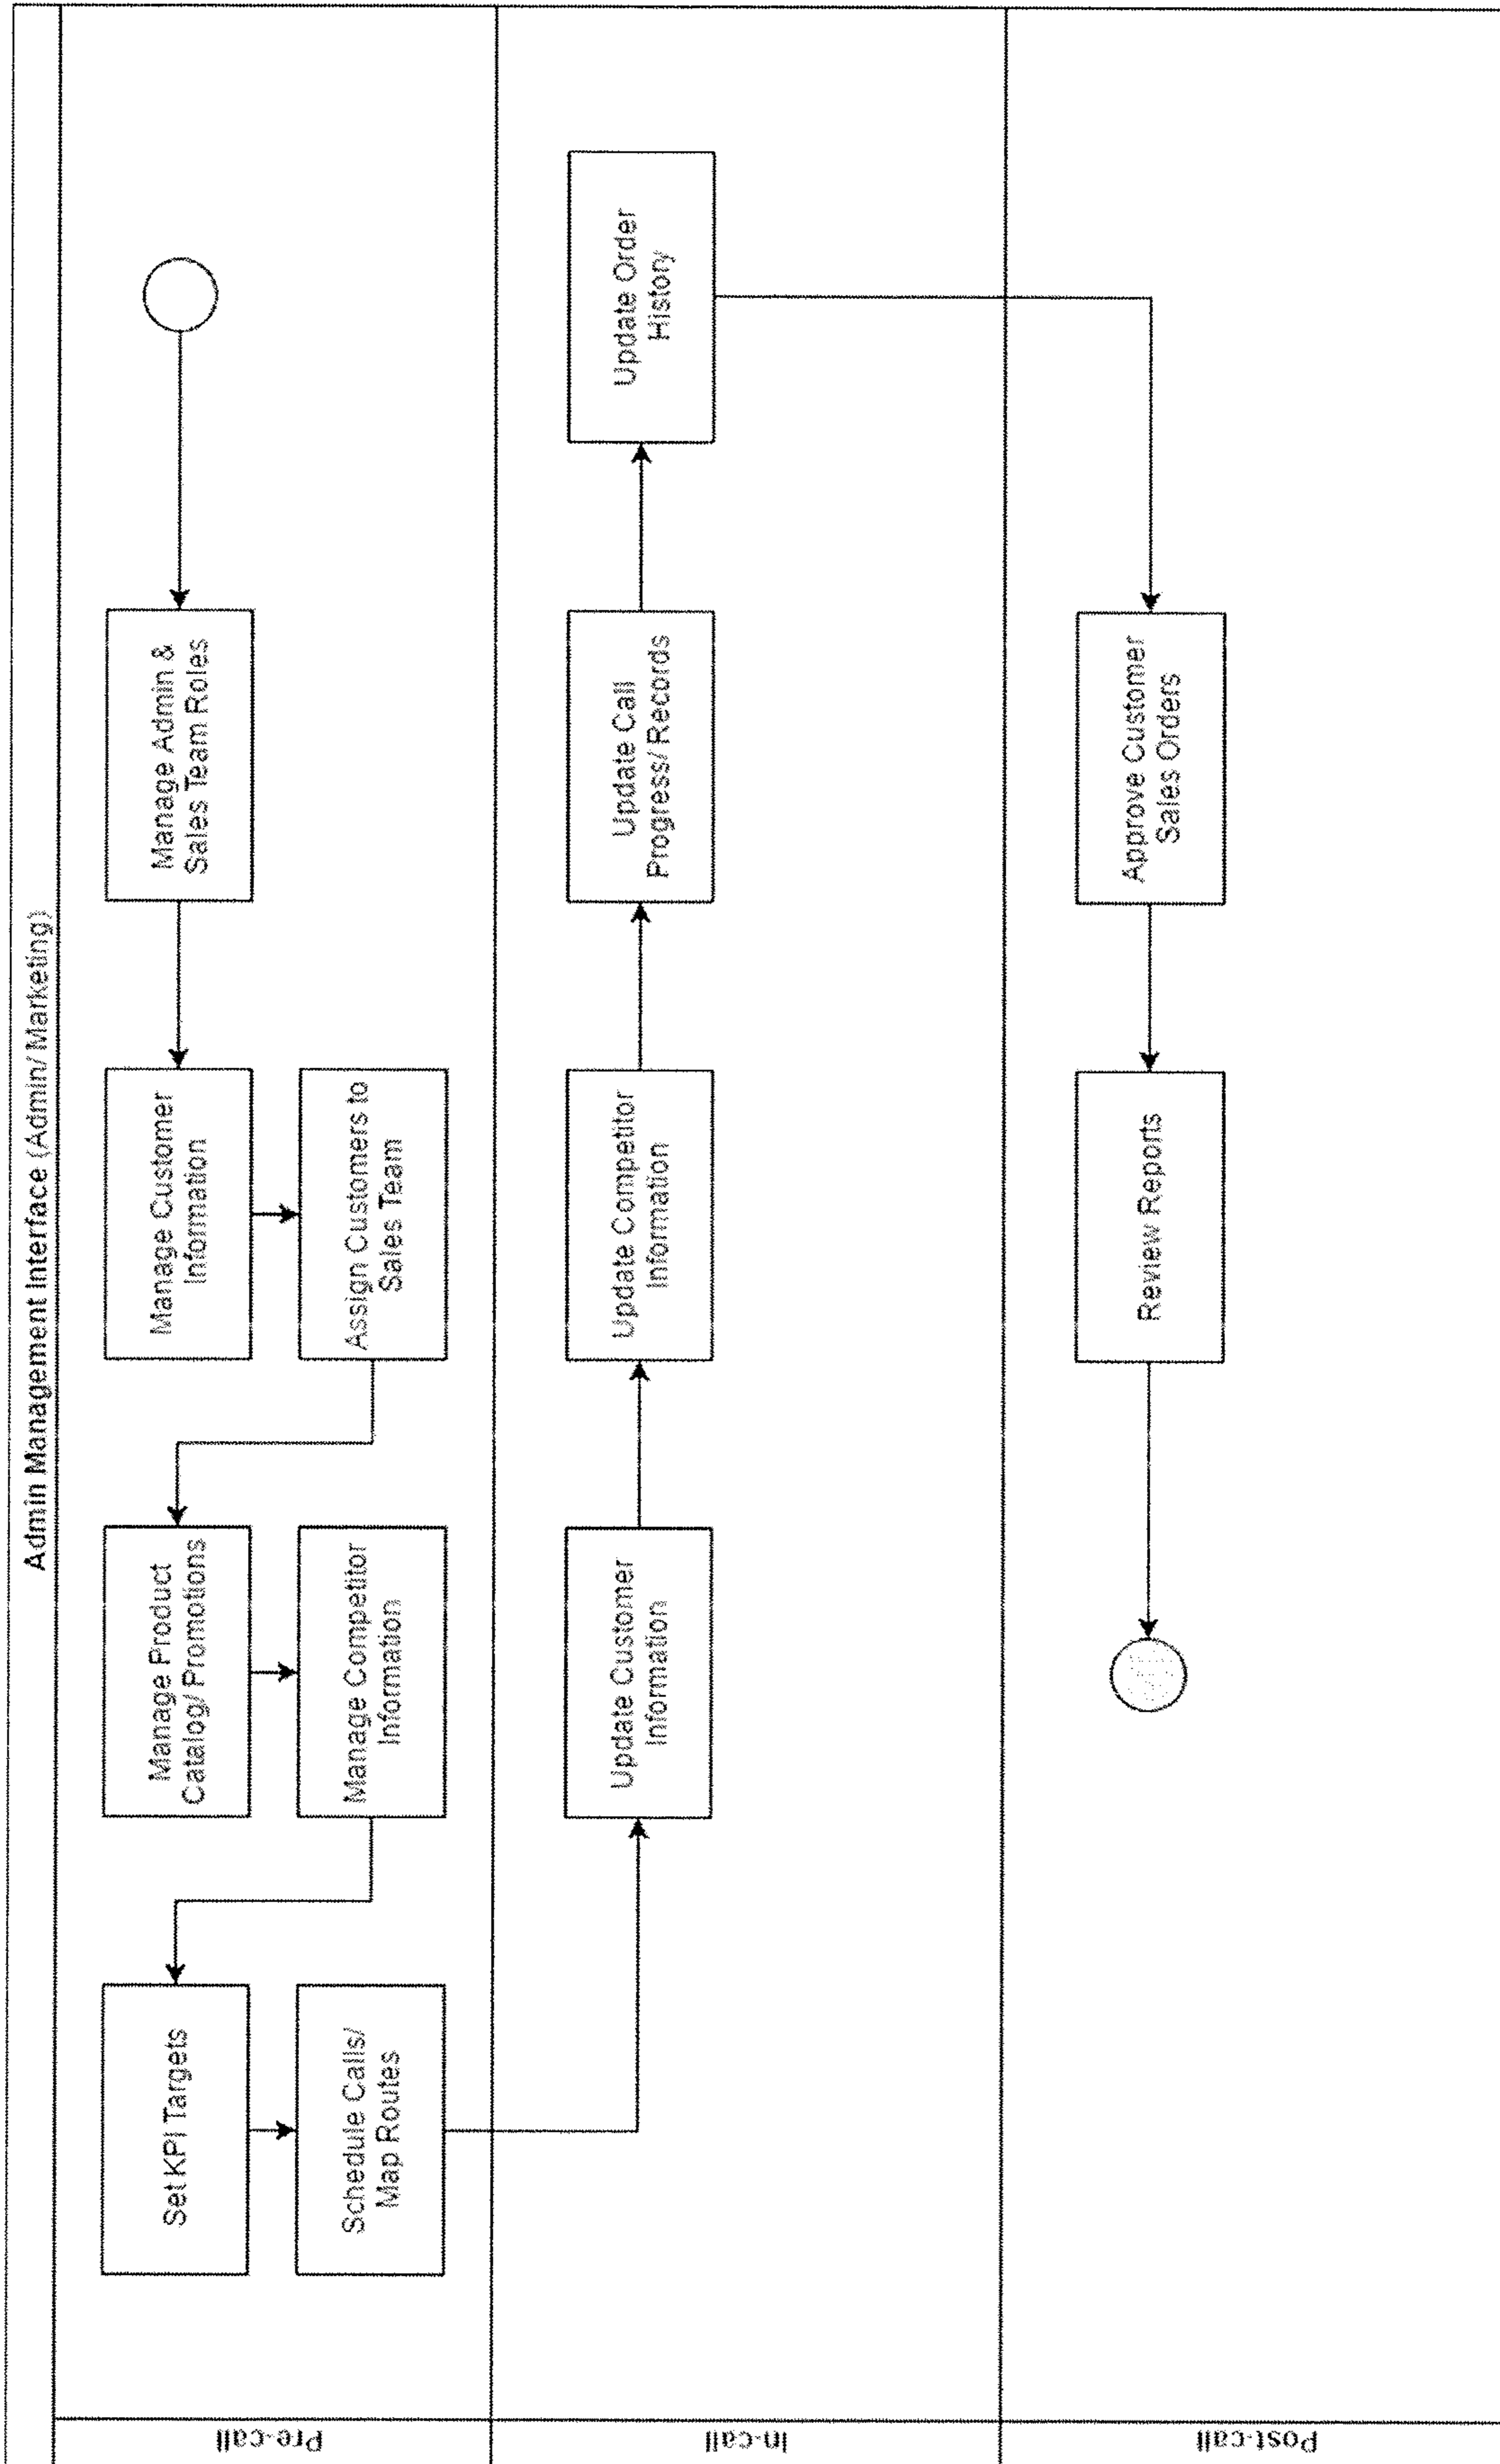 Admin Management Interface (Admin/ Marketing)
Pre-call
Set KPI Targets
Manage Product
Catalog/ Promotions
Manage Customer
Information
Manage Admin &
Sales Team Roles
Schedule Calls/
Map Routes
Manage Competitor
Information
Assign Customers to
Sales Team
In-call
Update Customer
Information
Update Competitor
Information
Update Call
Progress/ Records
Update Order
History
Post-call
Review Reports
Approve Customer
Sales Orders